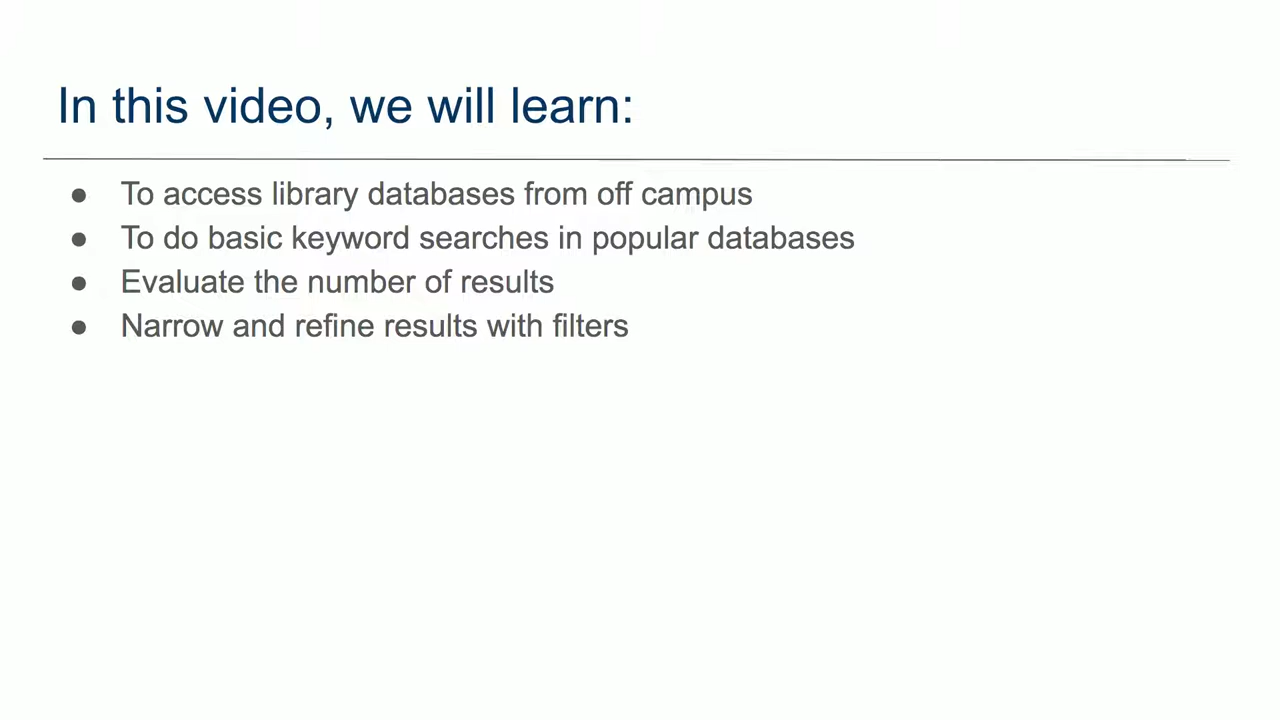 In this video, we will learn:
● To access library databases from off campus
● To do basic keyword searches in popular databases
● Evaluate the number of results
● Narrow and refine results with filters